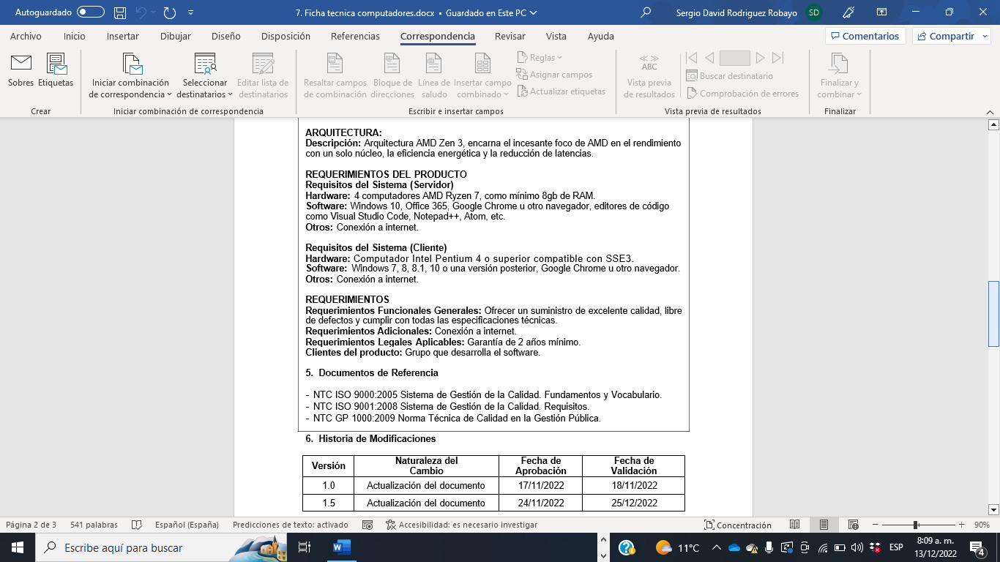 Autoguardado
7. Ficha tecnica computadores.docx • Guardado en Este PC
Sergio David Rodriguez Robayo
SD
Archivo Inicio Insertar Dibujar Diseño Disposición Referencias Correspondencia Revisar Vista Ayuda
Comentarios
Compartir
Sobres
Etiquetas
Crear
Iniciar combinación
de correspondencia
Seleccionar
destinatarios
Editar lista de
destinatarios
Iniciar combinación de correspondencia
Resaltar campos
de combinación
Bloque de
direcciones
Línea de
saludo
Insertar campo
combinado
Reglas
Asignar campos
Actualizar etiquetas
Escribir e insertar campos
ABC
Vista previa
de resultados
Buscar destinatario
Comprobación de errores
Vista previa de resultados
Finalizar y
combinar
Finalizar
ARQUITECTURA:
Descripción: Arquitectura AMD Zen 3, encarna el incesante foco de AMD en el rendimiento
con un solo núcleo, la eficiencia energética y la reducción de latencias.
REQUERIMIENTOS DEL PRODUCTO
Requisitos del Sistema (Servidor)
Hardware: 4 computadores AMD Ryzen 7, como mínimo 8gb de RAM.
Software: Windows 10, Office 365, Google Chrome u otro navegador, editores de código
como Visual Studio Code, Notepad++, Atom, etc.
Otros: Conexión a internet.
Requisitos del Sistema (Cliente)
Hardware: Computador Intel Pentium 4 o superior compatible con SSE3.
Software: Windows 7, 8, 8.1, 10 o una versión posterior, Google Chrome u otro navegador.
Otros: Conexión a internet.
REQUERIMIENTOS
Requerimientos Funcionales Generales: Ofrecer un suministro de excelente calidad, libre
de defectos y cumplir con todas las especificaciones técnicas.
Requerimientos Adicionales: Conexión a internet.
Requerimientos Legales Aplicables: Garantía de 2 años mínimo.
Clientes del producto: Grupo que desarrolla el software.
5. Documentos de Referencia
- NTC ISO 9000:2005 Sistema de Gestión de la Calidad. Fundamentos y Vocabulario.
- NTC ISO 9001:2008 Sistema de Gestión de la Calidad. Requisitos.
- NTC GP 1000:2009 Norma Técnica de Calidad en la Gestión Pública.
6. Historia de Modificaciones
Versión
Naturaleza del
Cambio
Fecha de
Aprobación
Fecha de
Validación
1.0 Actualización del documento 17/11/2022 18/11/2022
1.5 Actualización del documento 24/11/2022 25/12/2022
Página 2 de 3 541 palabras Español (España) Predicciones de texto: activado Accesibilidad: es necesario investigar Concentración 90%
Escribe aquí para buscar
11°C
ESP
8:09 a. m.
13/12/2022
4